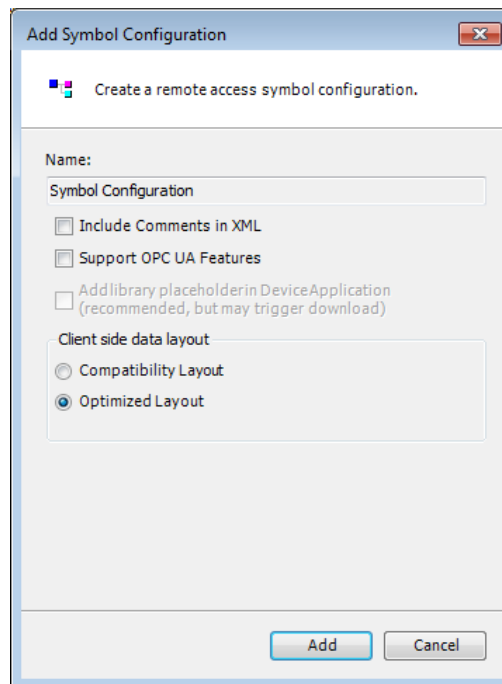 Add Symbol Configuration
Create a remote access symbol configuration.
Name:
Symbol Configuration
Include Comments in XML
Support OPC UA Features
Add library placeholder in DeviceApplication
(recommended, but may trigger download)
Client side data layout
Compatibility Layout
Optimized Layout
Add
Cancel